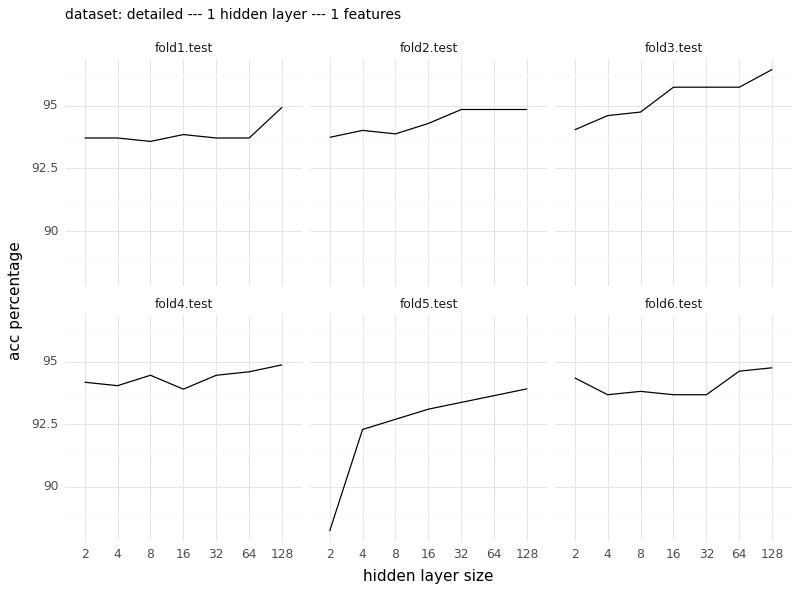 dataset: detailed --- 1 hidden layer --- 1 features
fold1.test fold2.test fold3.test
95
92.5
90
fold4.test fold5.test fold6.test
95
92.5
90
acc percentage
2 4 8 16 32 64 128 2 4 8 16 32 64 128 2 4 8 16 32 64 128
hidden layer size